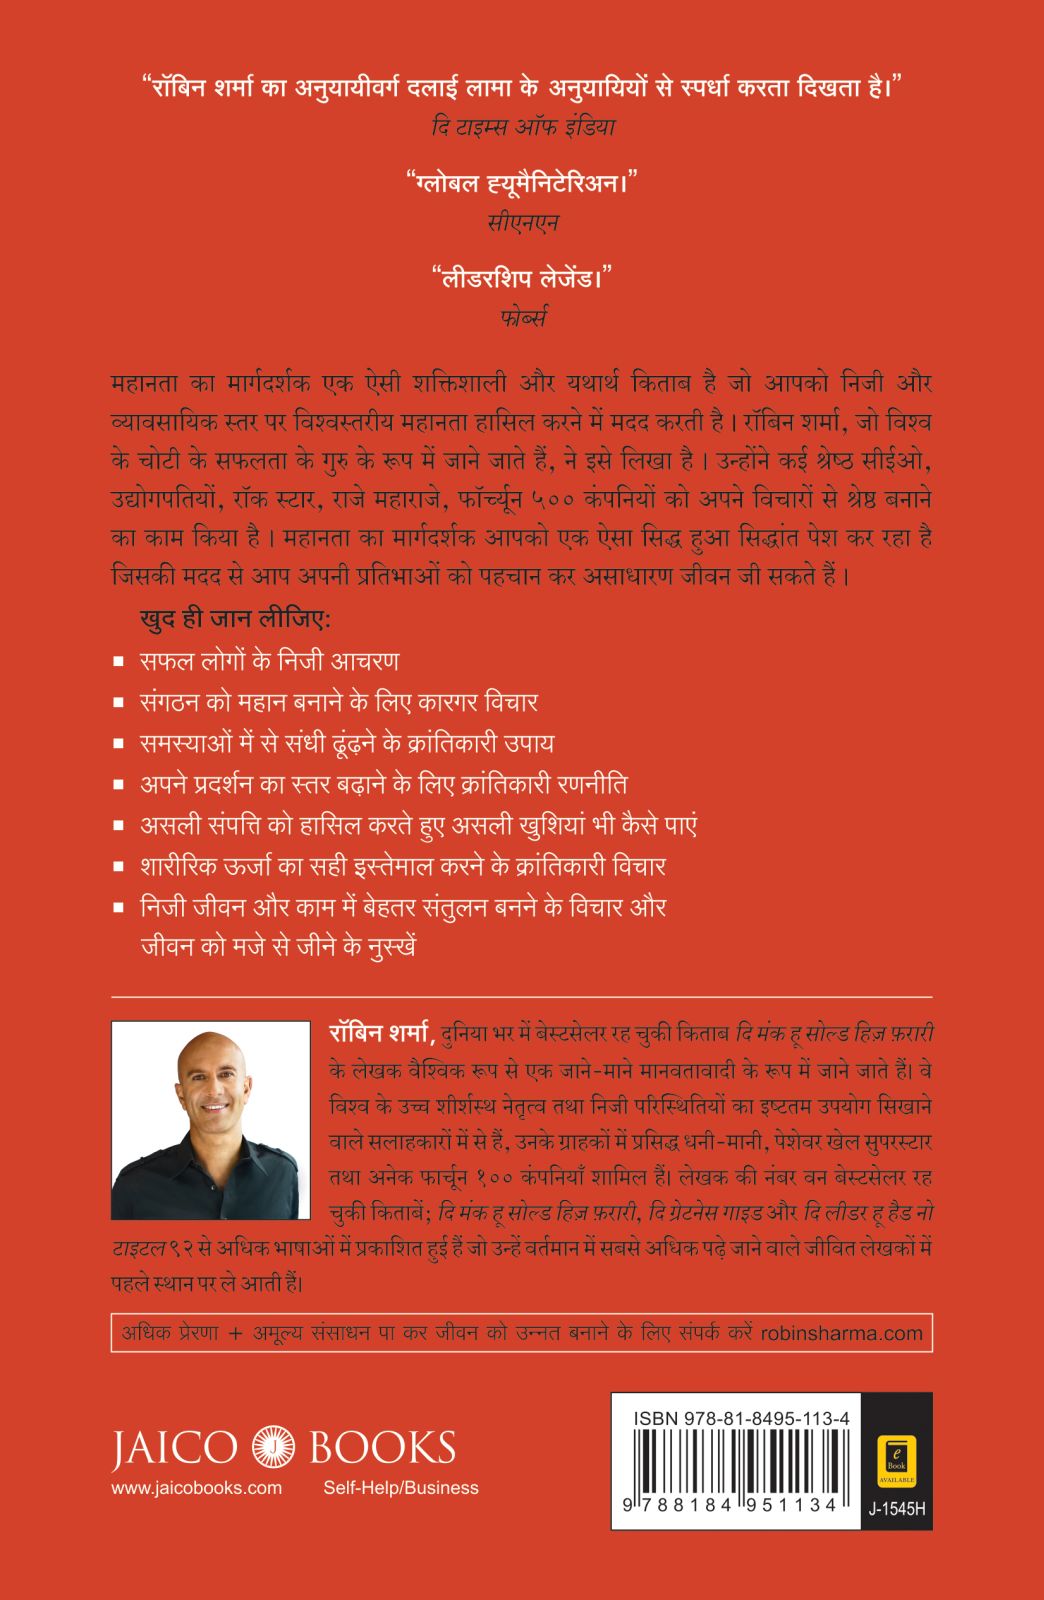 “रॉबिन शर्मा का अनुयायीवर्ग दलाई लामा के अनुयायियों से स्पर्धा करता दिखता है।”
दि टाइम्स ऑफ इंडिया
“ग्लोबल ह्यूमैनिटेरिअन।”
सीएनएन
“लीडरशिप लेजेंड।”
फोर्ब्स
महानता का मार्गदर्शक एक ऐसी शक्तिशाली और यथार्थ किताब है जो आपको निजी और
व्यावसायिक स्तर पर विश्वस्तरीय महानता हासिल करने में मदद करती है। रॉबिन शर्मा, जो विश्व
के चोटी के सफलता के गुरु के रूप में जाने जाते हैं, ने इसे लिखा है। उन्होंने कई श्रेष्ठ सीईओ,
उद्योगपतियों, रॉक स्टार, राजे महाराजे, फॉर्च्यून ५०० कंपनियों को अपने विचारों से श्रेष्ठ बनाने
का काम किया है। महानता का मार्गदर्शक आपको एक ऐसा सिद्ध हुआ सिद्धांत पेश कर रहा है
जिसकी मदद से आप अपनी प्रतिभाओं को पहचान कर असाधारण जीवन जी सकते हैं।
खुद ही जान लीजिए:
▪ सफल लोगों के निजी आचरण
▪ संगठन को महान बनाने के लिए कारगर विचार
▪ समस्याओं में से संधी ढूंढ़ने के क्रांतिकारी उपाय
▪ अपने प्रदर्शन का स्तर बढ़ाने के लिए क्रांतिकारी रणनीति
▪ असली संपत्ति को हासिल करते हुए असली खुशियां भी कैसे पाएं
▪ शारीरिक ऊर्जा का सही इस्तेमाल करने के क्रांतिकारी विचार
▪ निजी जीवन और काम में बेहतर संतुलन बनने के विचार और
जीवन को मजे से जीने के नुस्खें
रॉबिन शर्मा, दुनिया भर में बेस्टसेलर रह चुकी किताब दि मंक हू सोल्ड हिज़ फ़रारी
के लेखक वैश्विक रूप से एक जाने-माने मानवतावादी के रूप में जाने जाते हैं। वे
विश्व के उच्च शीर्शस्थ नेतृत्व तथा निजी परिस्थितियों का इष्टतम उपयोग सिखाने
वाले सलाहकारों में से हैं, उनके ग्राहकों में प्रसिद्ध धनी-मानी, पेशेवर खेल सुपरस्टार
तथा अनेक फार्चून १०० कंपनियाँ शामिल हैं। लेखक की नंबर वन बेस्टसेलर रह
चुकी किताबें; दि मंक हू सोल्ड हिज़ फ़रारी, दि ग्रेटनेस गाइड और दि लीडर हू हैड नो
टाइटल ९२ से अधिक भाषाओं में प्रकाशित हुई हैं जो उन्हें वर्तमान में सबसे अधिक पढ़े जाने वाले जीवित लेखकों में
पहले स्थान पर ले आती हैं।
अधिक प्रेरणा + अमूल्य संसाधन पा कर जीवन को उन्नत बनाने के लिए संपर्क करें robinsharma.com
JAICO J BOOKS
www.jaicobooks.com Self-Help/Business
ISBN 978-81-8495-113-4
9 788184 951134
e
Book
AVAILABLE
J-1545H